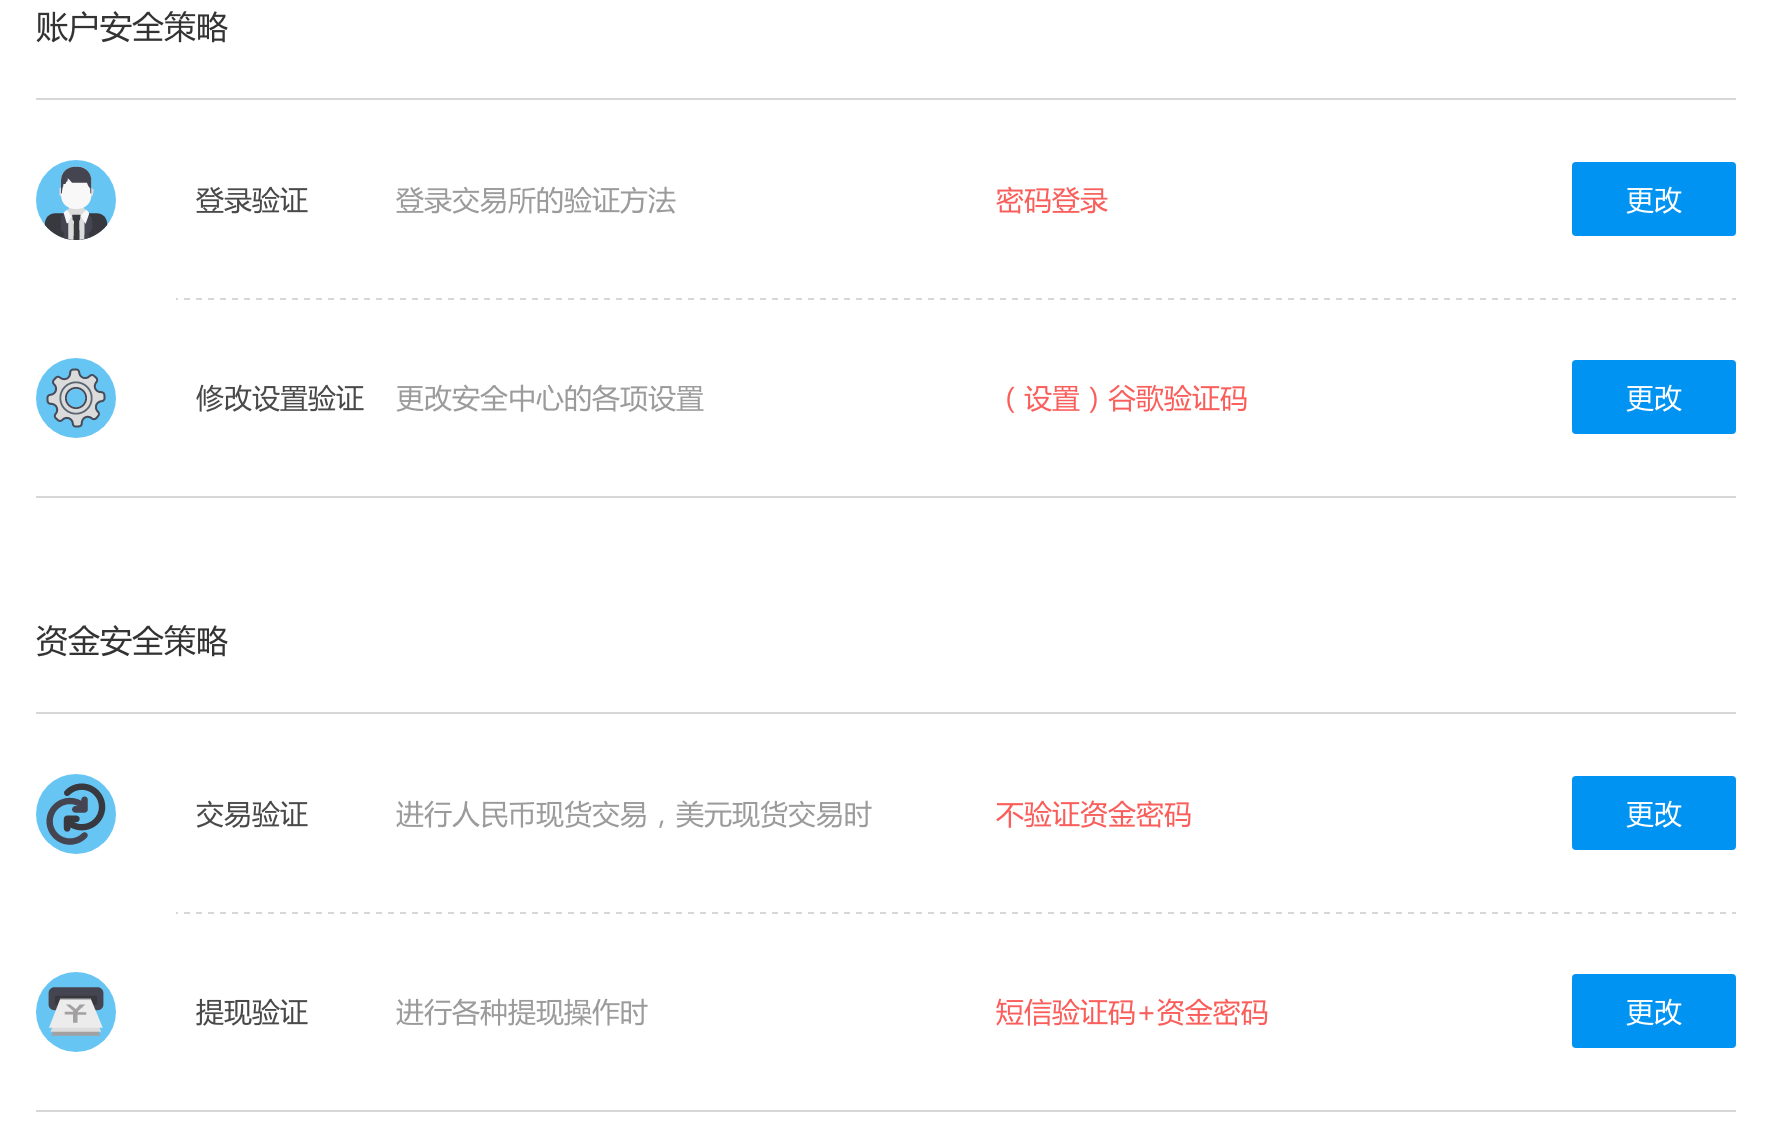 账户安全策略
登录验证 登录交易所的验证方法 密码登录 更改
修改设置验证 更改安全中心的各项设置 （设置）谷歌验证码 更改
资金安全策略
交易验证 进行人民币现货交易，美元现货交易时 不验证资金密码 更改
提现验证 进行各种提现操作时 短信验证码+资金密码 更改